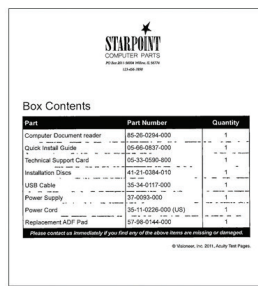 STARPOINT
COMPUTER PARTS
Box Contents
Part Part Number Quantity
Computer Document reader 85-26-0294-000 1
Quick Install Guide 05-66-0837-000 1
Technical Support Card 05-33-0590-800 1
Installation Discs 41-21-0384-010 1
USB Cable 35-34-0117-000 1
Power Supply 37-0093-000 1
Power Cord 35-11-0226-000 (US) 1
Replacement ADF Pad 57-98-0144-000 1
Please contact us immediately if you find any of the above items are missing or damaged.
© Visioneer, Inc. 2011, Acuity Test Pages.